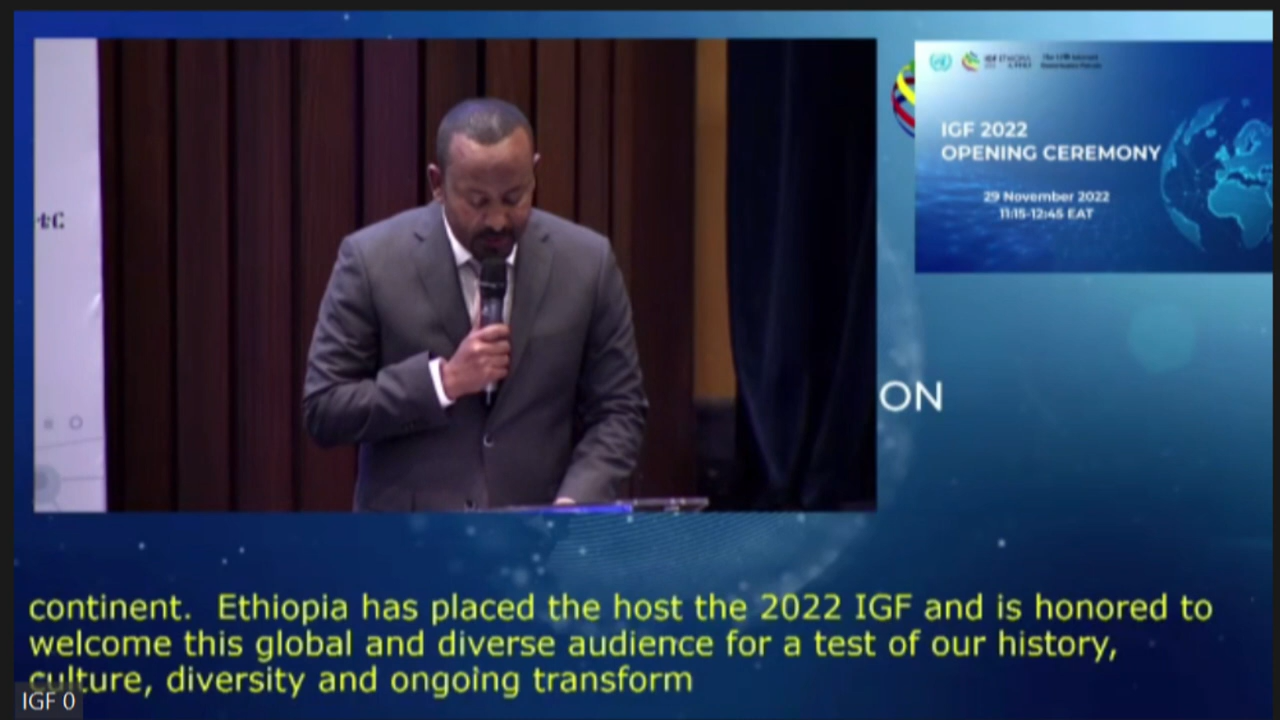 ቴር
IGF 2022
OPENING CEREMONY
29 November 2022
11:15-12:45 EAT
ON
continent.  Ethiopia has placed the host the 2022 IGF and is honored to
welcome this global and diverse audience for a test of our history,
culture, diversity and ongoing transform
IGF 0